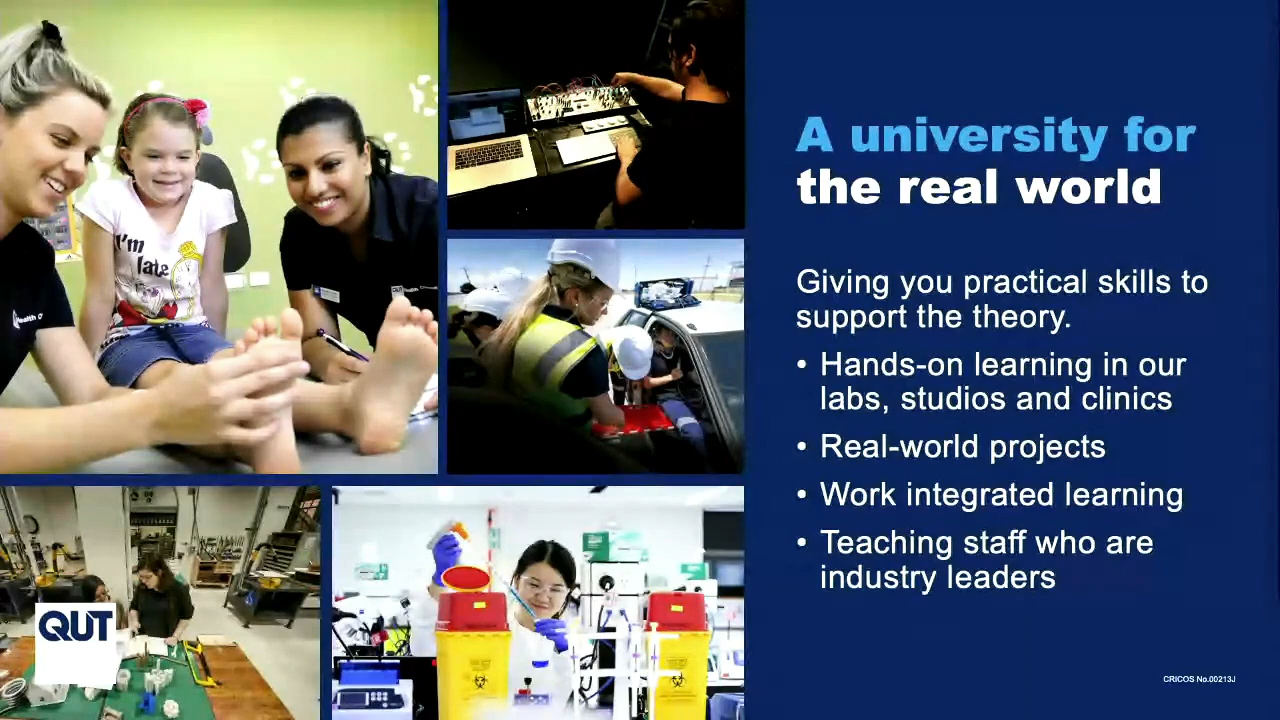 A university for
the real world
Giving you practical skills to
support the theory.
• Hands-on learning in our
labs, studios and clinics
• Real-world projects
• Work integrated learning
• Teaching staff who are
industry leaders
CRICOS No.00213J
QUT
I'm
late
Health